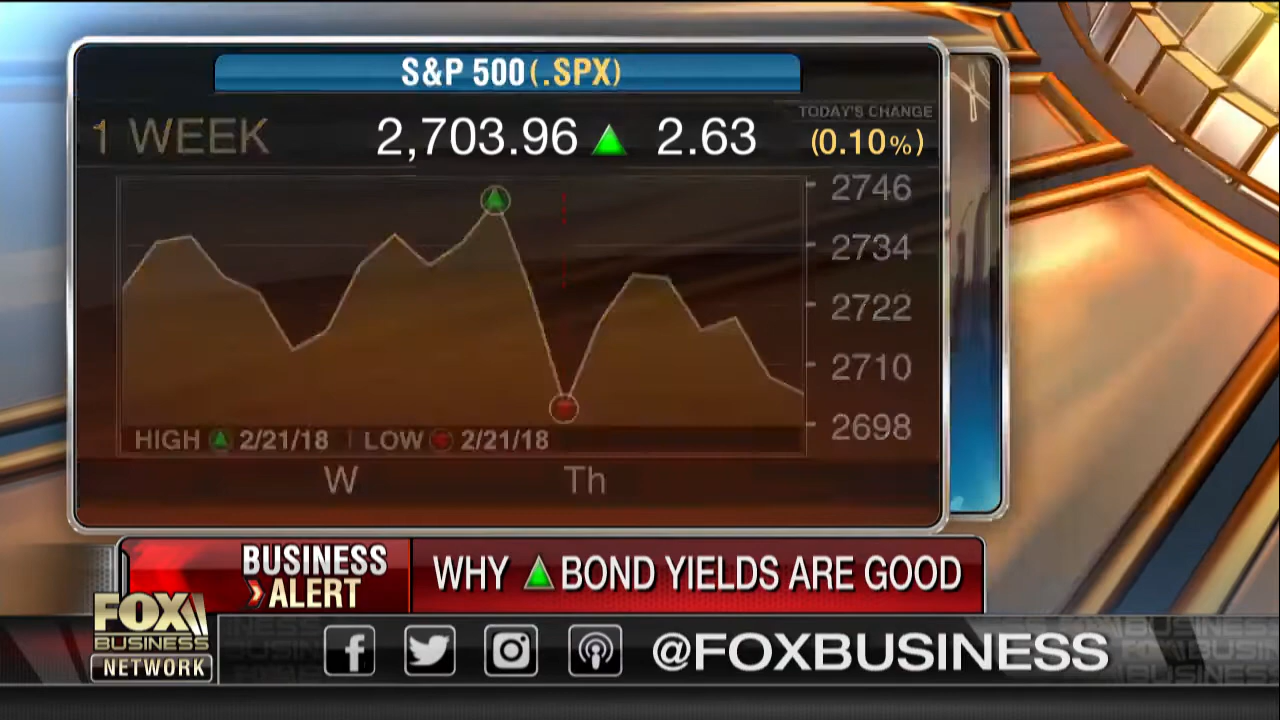 S&P 500(.SPX)
TODAY'S CHANGE
1 WEEK 2,703.96 ▲ 2.63 (0.10%)
2746
2734
2722
2710
2698
HIGH ▲ 2/21/18 | LOW 2/21/18
W Th
BUSINESS ALERT
WHY ▲ BOND YIELDS ARE GOOD
FOX BUSINESS NETWORK
@FOXBUSINESS